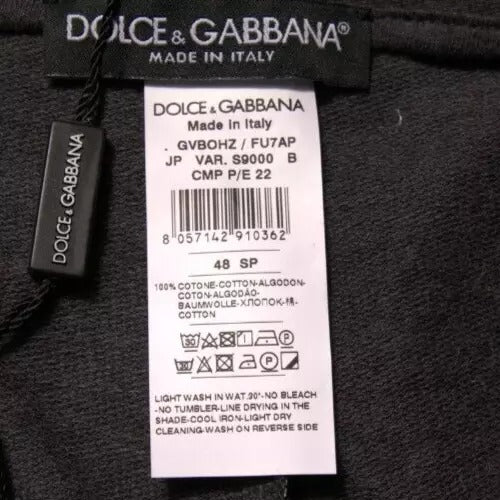 DOLCE & GABBANA®
MADE IN ITALY
DOLCE & GABBANA
DOLCE & GABBANA
Made in Italy
. GVBOHZ / FU7AP
JP VAR. S9000 B
CMP P/E 22
8 057142 910362
48 SP
100% COTONE-COTTON-ALGODON-
COTON-ALGODÃO-
BAUMWOLLE-ХЛОПОК-棉-
COTTON
LIGHT WASH IN WAT.20°-NO BLEACH
-NO TUMBLER-LINE DRYING IN THE
SHADE-COOL IRON-LIGHT DRY
CLEANING-WASH ON REVERSE SIDE